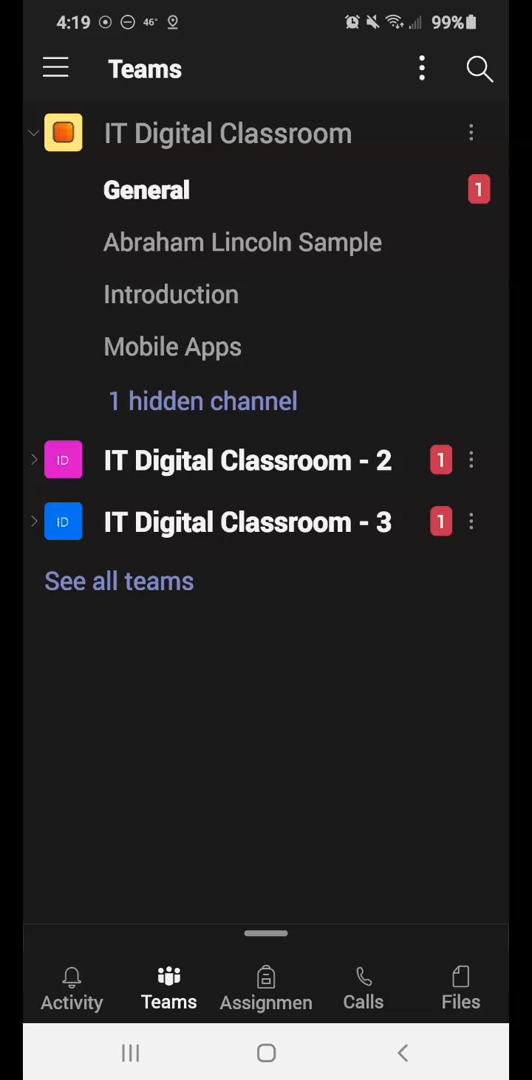 4:19 46° 99%
Teams
IT Digital Classroom
General 1
Abraham Lincoln Sample
Introduction
Mobile Apps
1 hidden channel
ID IT Digital Classroom - 2 1
ID IT Digital Classroom - 3 1
See all teams
Activity Teams Assignmen Calls Files